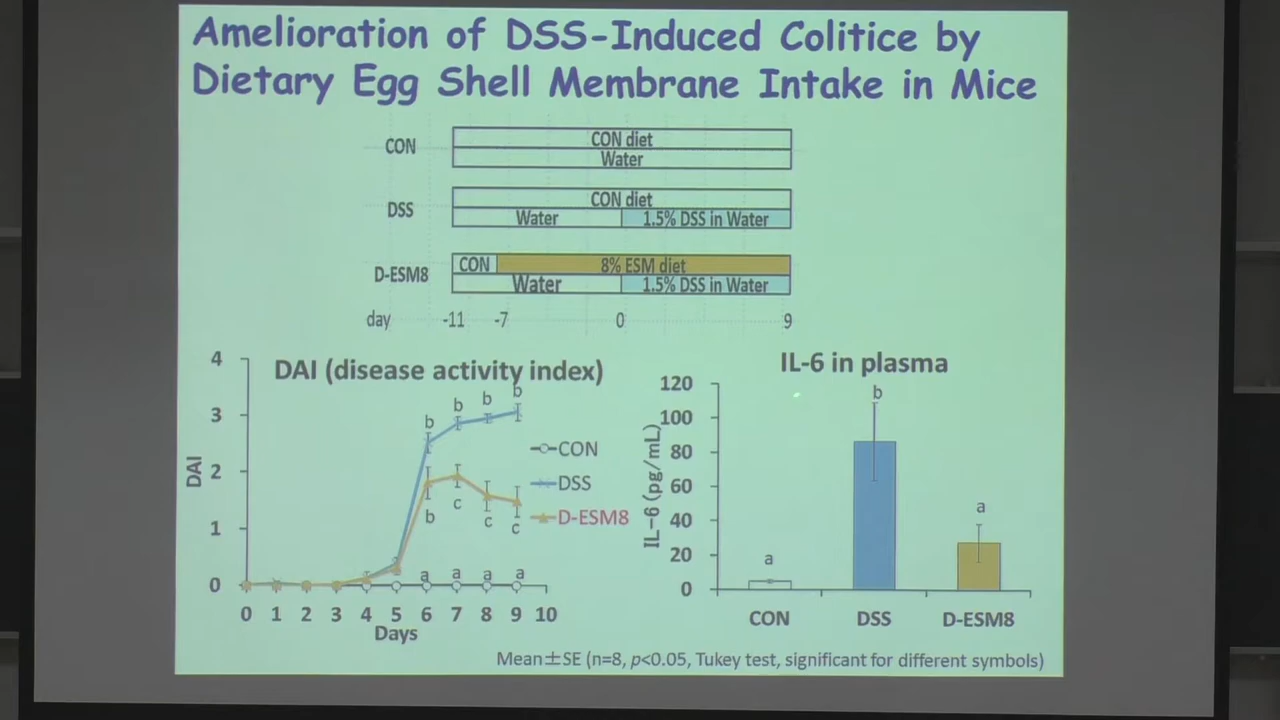 Amelioration of DSS-Induced Colitice by
Dietary Egg Shell Membrane Intake in Mice
CON
CON diet
Water
DSS
CON diet
Water 1.5% DSS in Water
D-ESM8
CON 8% ESM diet
Water 1.5% DSS in Water
day -11 -7 0 9
DAI (disease activity index)
4
3
2
1
0
DAI
b b b b
b c c c
a a a a
CON
DSS
D-ESM8
0 1 2 3 4 5 6 7 8 9 10
Days
IL-6 in plasma
120
100
80
60
40
20
0
IL-6 (pg/mL)
a
b
a
CON DSS D-ESM8
Mean±SE (n=8, p<0.05, Tukey test, significant for different symbols)